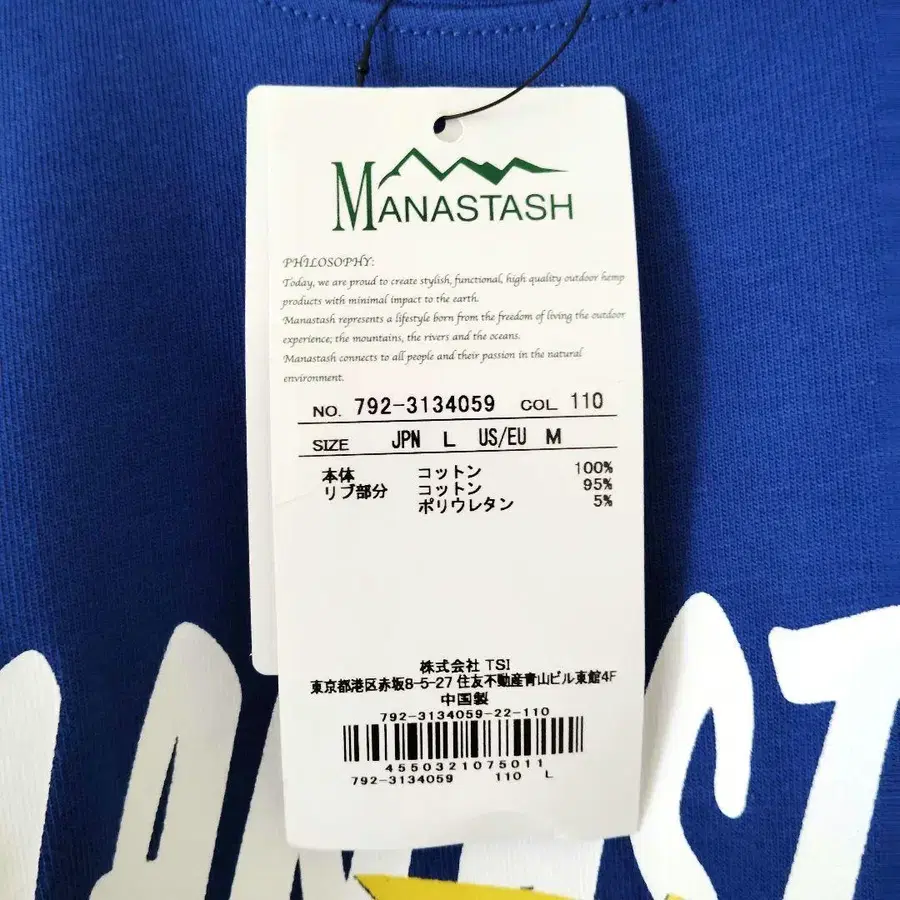 MANASTASH
PHILOSOPHY:
Today, we are proud to create stylish, functional, high quality outdoor hemp
products with minimal impact to the earth.
Manastash represents a lifestyle born from the freedom of living the outdoor
experience; the mountains, the rivers and the oceans.
Manastash connects to all people and their passion in the natural
environment.
NO. 792-3134059 COL 110
SIZE JPN L US/EU M
本体 コットン 100%
リブ部分 コットン 95%
ポリウレタン 5%
株式会社 TSI
東京都港区赤坂8-5-27 住友不動産青山ビル東館4F
中国製
792-3134059-22-110
4550321075011
792-3134059 110 L